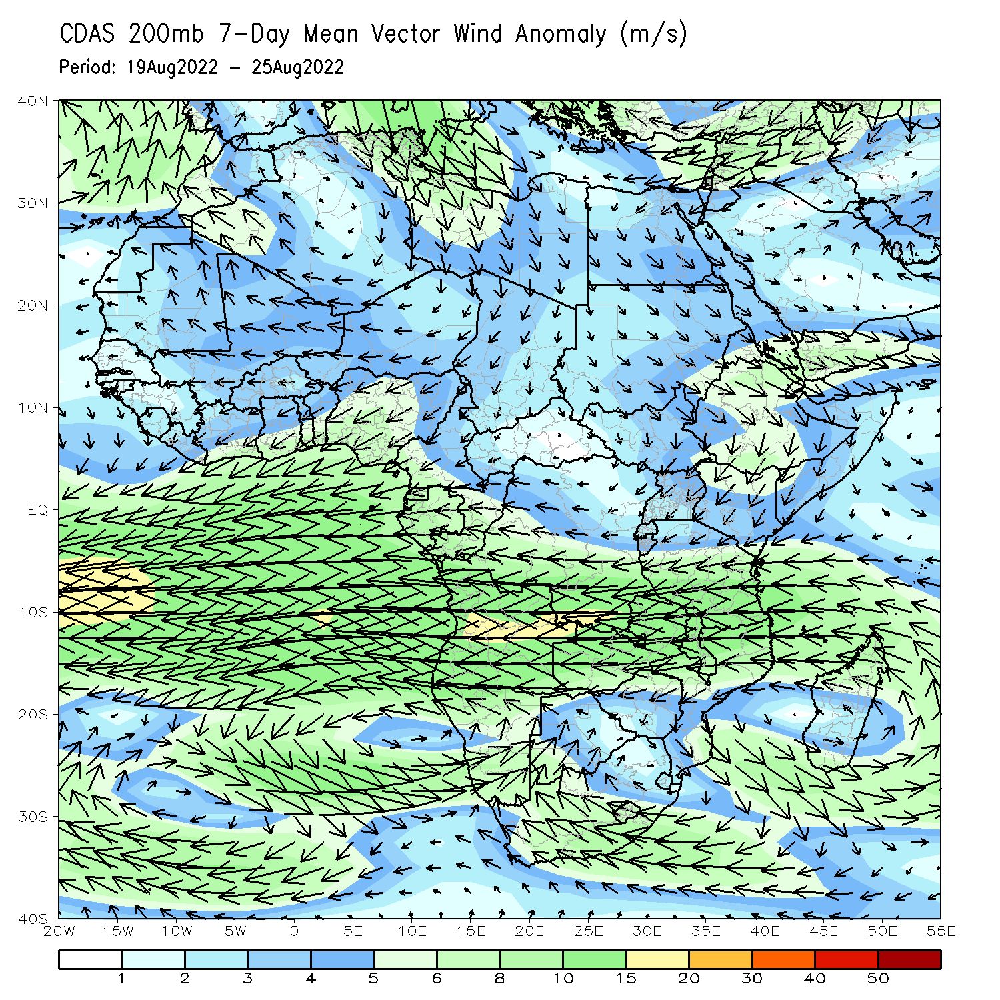 CDAS 200mb 7-Day Mean Vector Wind Anomaly (m/s)
Period: 19Aug2022 - 25Aug2022
40N
30N
20N
10N
EQ
10S
20S
30S
40S
20W 15W 10W 5W 0 5E 10E 15E 20E 25E 30E 35E 40E 45E 50E 55E
1 2 3 4 5 6 8 10 15 20 30 40 50